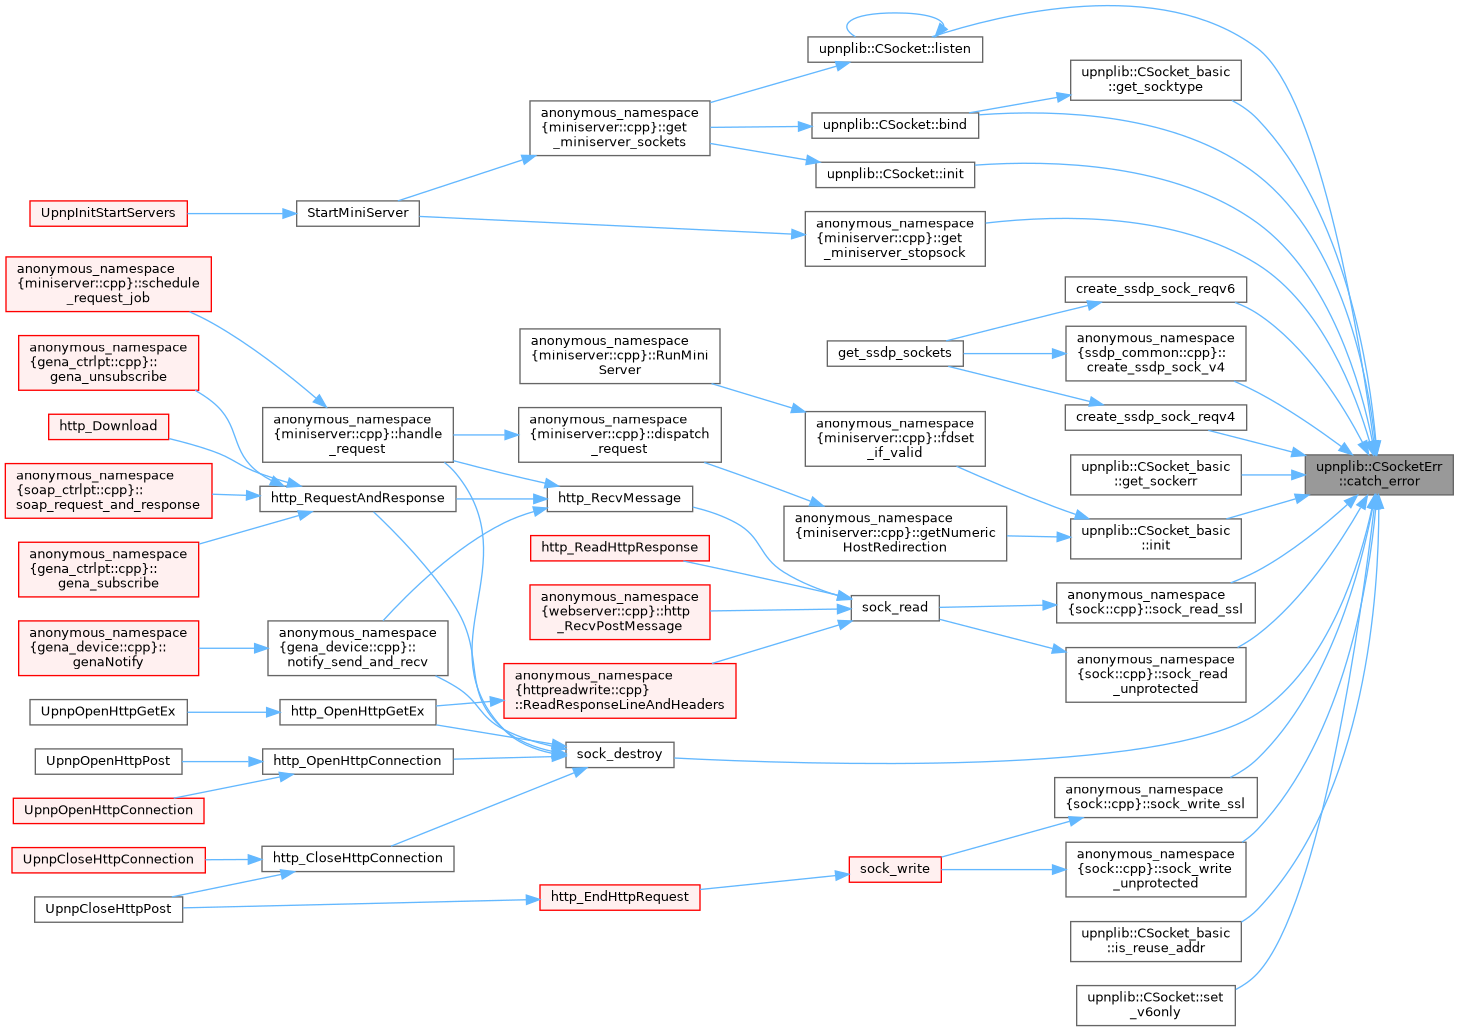 upnplib::CSocket::listen
upnplib::CSocket_basic
::get_socktype
anonymous_namespace
{miniserver::cpp}::get
_miniserver_sockets
upnplib::CSocket::bind
upnplib::CSocket::init
UpnpInitStartServers
StartMiniServer
anonymous_namespace
{miniserver::cpp}::get
_miniserver_stopsock
anonymous_namespace
{miniserver::cpp}::schedule
_request_job
create_ssdp_sock_reqv6
anonymous_namespace
{gena_ctrlpt::cpp}::
gena_unsubscribe
anonymous_namespace
{miniserver::cpp}::RunMini
Server
get_ssdp_sockets
anonymous_namespace
{ssdp_common::cpp}::
create_ssdp_sock_v4
http_Download
anonymous_namespace
{miniserver::cpp}::handle
_request
anonymous_namespace
{miniserver::cpp}::dispatch
_request
anonymous_namespace
{miniserver::cpp}::fdset
_if_valid
create_ssdp_sock_reqv4
anonymous_namespace
{soap_ctrlpt::cpp}::
soap_request_and_response
http_RequestAndResponse
http_RecvMessage
upnplib::CSocket_basic
::get_sockerr
upnplib::CSocketErr
::catch_error
anonymous_namespace
{miniserver::cpp}::getNumeric
HostRedirection
upnplib::CSocket_basic
::init
anonymous_namespace
{gena_ctrlpt::cpp}::
gena_subscribe
http_ReadHttpResponse
anonymous_namespace
{webserver::cpp}::http
_RecvPostMessage
sock_read
anonymous_namespace
{sock::cpp}::sock_read_ssl
anonymous_namespace
{gena_device::cpp}::
genaNotify
anonymous_namespace
{gena_device::cpp}::
notify_send_and_recv
anonymous_namespace
{httpreadwrite::cpp}
::ReadResponseLineAndHeaders
anonymous_namespace
{sock::cpp}::sock_read
_unprotected
UpnpOpenHttpGetEx
http_OpenHttpGetEx
UpnpOpenHttpPost
http_OpenHttpConnection
sock_destroy
UpnpOpenHttpConnection
anonymous_namespace
{sock::cpp}::sock_write_ssl
UpnpCloseHttpConnection
http_CloseHttpConnection
sock_write
anonymous_namespace
{sock::cpp}::sock_write
_unprotected
UpnpCloseHttpPost
http_EndHttpRequest
upnplib::CSocket_basic
::is_reuse_addr
upnplib::CSocket::set
_v6only